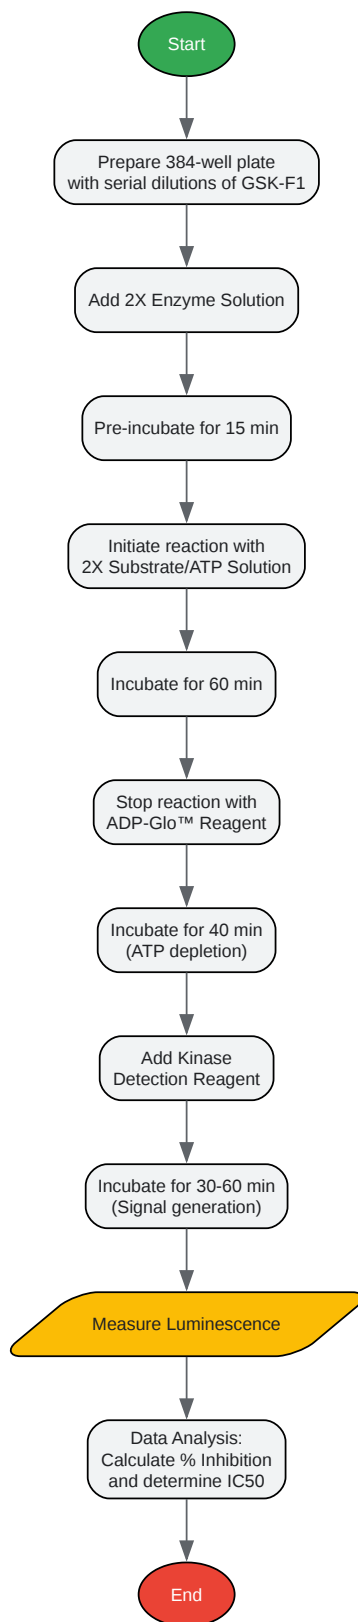 Start
Prepare 384-well plate
with serial dilutions of GSK-F1
Add 2X Enzyme Solution
Pre-incubate for 15 min
Initiate reaction with
2X Substrate/ATP Solution
Incubate for 60 min
Stop reaction with
ADP-Glo™ Reagent
Incubate for 40 min
(ATP depletion)
Add Kinase
Detection Reagent
Incubate for 30-60 min
(Signal generation)
Measure Luminescence
Data Analysis:
Calculate % Inhibition
and determine IC50
End